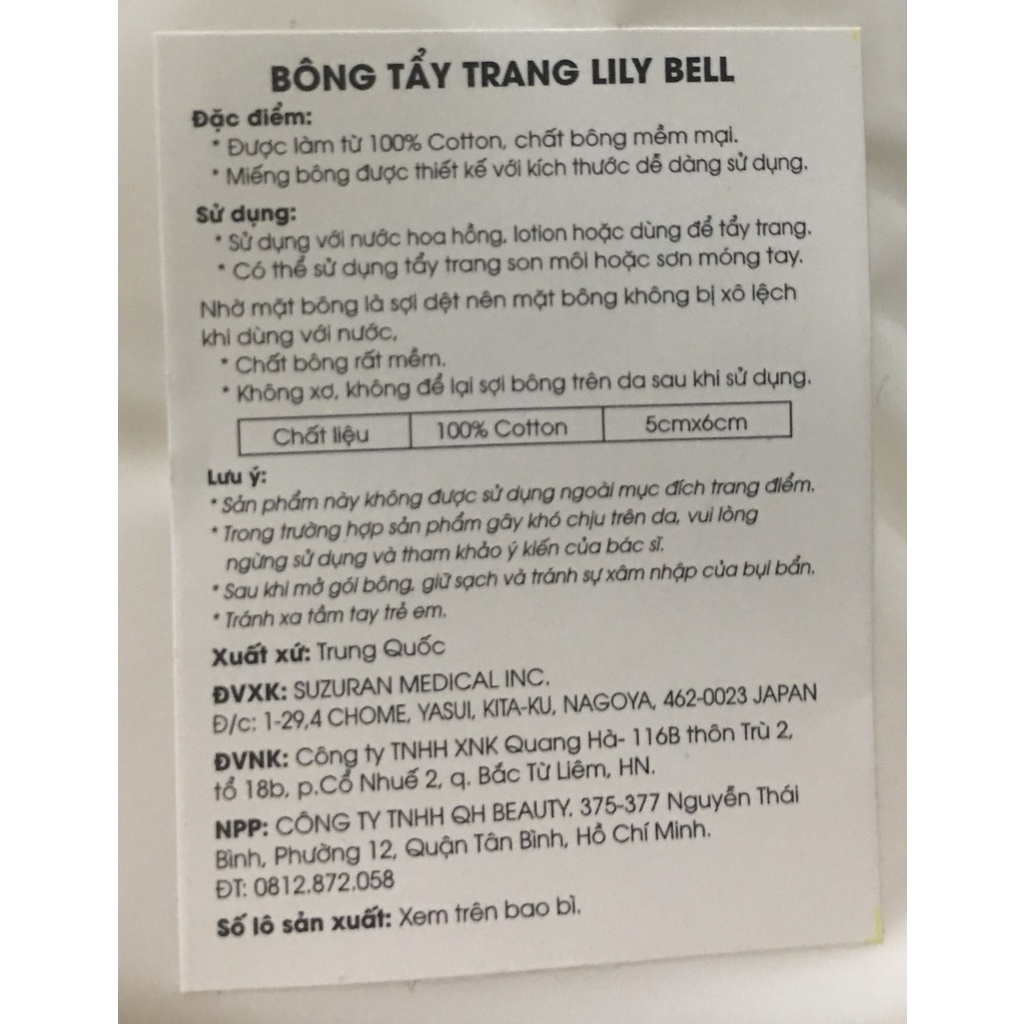 BÔNG TẨY TRANG LILY BELL
Đặc điểm:
* Được làm từ 100% Cotton, chất bông mềm mại.
* Miếng bông được thiết kế với kích thước dễ dàng sử dụng.
Sử dụng:
* Sử dụng với nước hoa hồng, lotion hoặc dùng để tẩy trang.
* Có thể sử dụng tẩy trang son môi hoặc sơn móng tay.
Nhờ mặt bông là sợi dệt nên mặt bông không bị xô lệch
khi dùng với nước,
* Chất bông rất mềm.
* Không xơ, không để lại sợi bông trên da sau khi sử dụng.
Chất liệu 100% Cotton 5cmx6cm
Lưu ý:
* Sản phẩm này không được sử dụng ngoài mục đích trang điểm.
* Trong trường hợp sản phẩm gây khó chịu trên da, vui lòng
ngừng sử dụng và tham khảo ý kiến của bác sĩ.
* Sau khi mở gói bông, giữ sạch và tránh sự xâm nhập của bụi bẩn.
* Tránh xa tầm tay trẻ em.
Xuất xứ: Trung Quốc
ĐVXK: SUZURAN MEDICAL INC.
Đ/c: 1-29,4 CHOME, YASUI, KITA-KU, NAGOYA, 462-0023 JAPAN
ĐVNK: Công ty TNHH XNK Quang Hà- 116B thôn Trù 2,
tổ 18b, p.Cổ Nhuế 2, q. Bắc Từ Liêm, HN.
NPP: CÔNG TY TNHH QH BEAUTY. 375-377 Nguyễn Thái
Bình, Phường 12, Quận Tân Bình, Hồ Chí Minh.
ĐT: 0812.872.058
Số lô sản xuất: Xem trên bao bì.